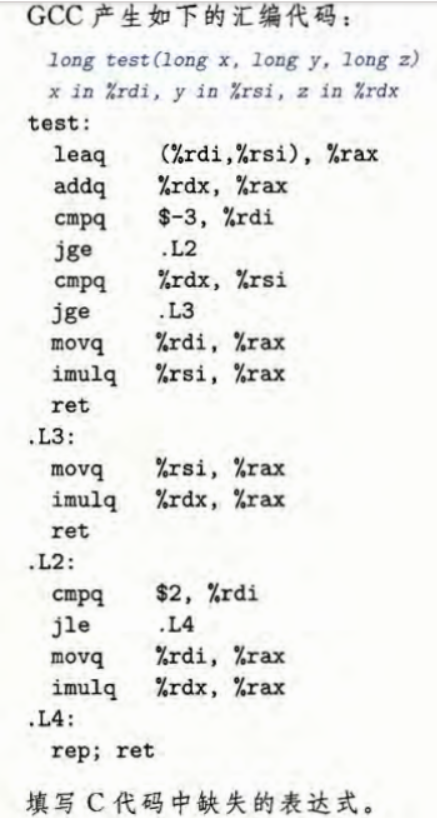 GCC 产生如下的汇编代码：
long test(long x, long y, long z)
x in %rdi, y in %rsi, z in %rdx
test:
leaq (%rdi,%rsi), %rax
addq %rdx, %rax
cmpq $-3, %rdi
jge .L2
cmpq %rdx, %rsi
jge .L3
movq %rdi, %rax
imulq %rsi, %rax
ret
.L3:
movq %rsi, %rax
imulq %rdx, %rax
ret
.L2:
cmpq $2, %rdi
jle .L4
movq %rdi, %rax
imulq %rdx, %rax
.L4:
rep; ret
填写 C 代码中缺失的表达式。